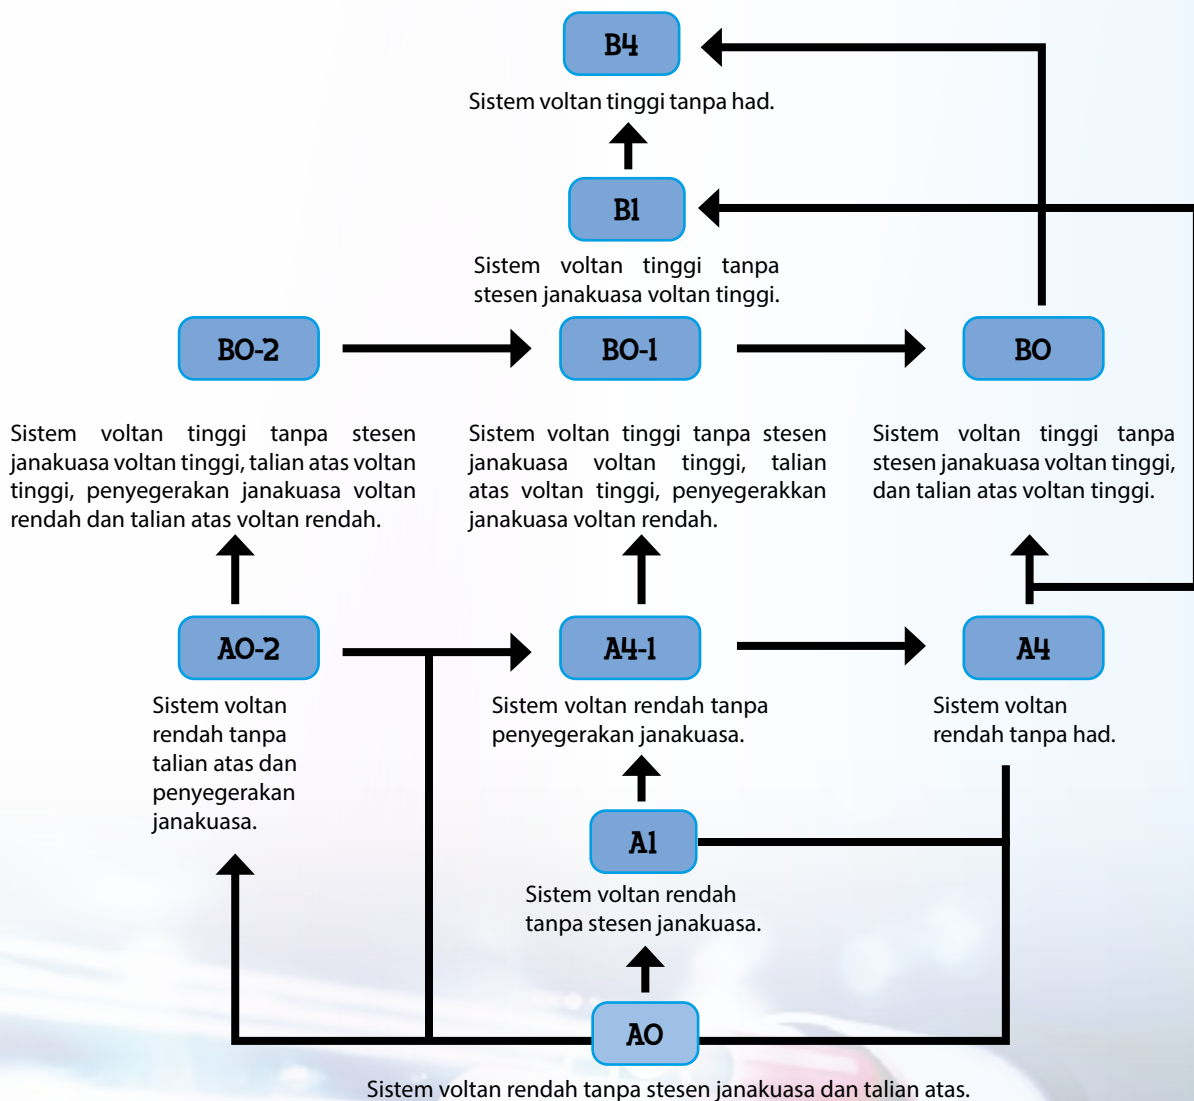 B4
Sistem voltan tinggi tanpa had.
B1
Sistem voltan tinggi tanpa
stesen janakuasa voltan tinggi.
B0-2
B0-1
B0
Sistem voltan tinggi tanpa stesen
janakuasa voltan tinggi, talian atas voltan
tinggi, penyegerakan janakuasa voltan
rendah dan talian atas voltan rendah.
Sistem voltan tinggi tanpa stesen
janakuasa voltan tinggi, talian
atas voltan tinggi, penyegerakkan
janakuasa voltan rendah.
Sistem voltan tinggi tanpa
stesen janakuasa voltan tinggi,
dan talian atas voltan tinggi.
A0-2
A4-1
A4
Sistem voltan
rendah tanpa
talian atas dan
penyegerakan
janakuasa.
Sistem voltan rendah tanpa
penyegerakan janakuasa.
Sistem voltan
rendah tanpa had.
A1
Sistem voltan rendah
tanpa stesen janakuasa.
A0
Sistem voltan rendah tanpa stesen janakuasa dan talian atas.